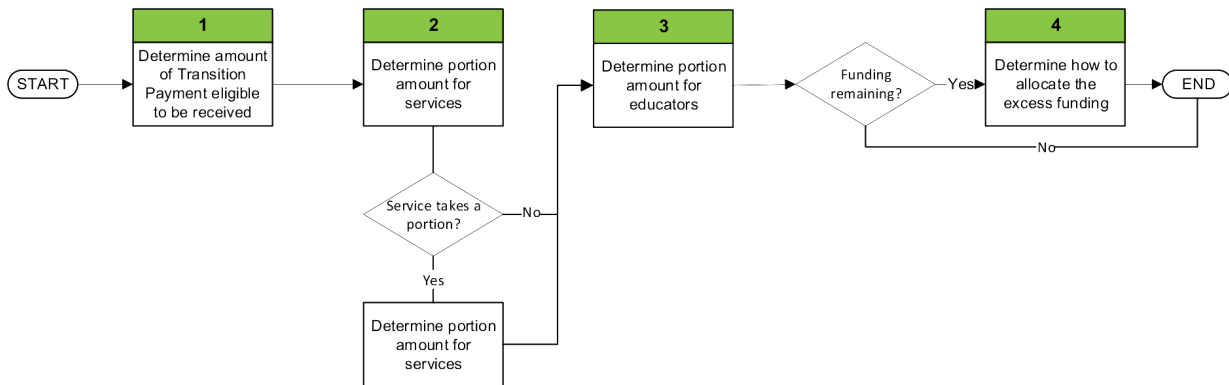 START
1
Determine amount
of Transition
Payment eligible
to be received
2
Determine portion
amount for
services
Service takes a
portion?
No
Yes
Determine portion
amount for
services
3
Determine portion
amount for
educators
Funding
remaining?
Yes
No
4
Determine how to
allocate the
excess funding
END